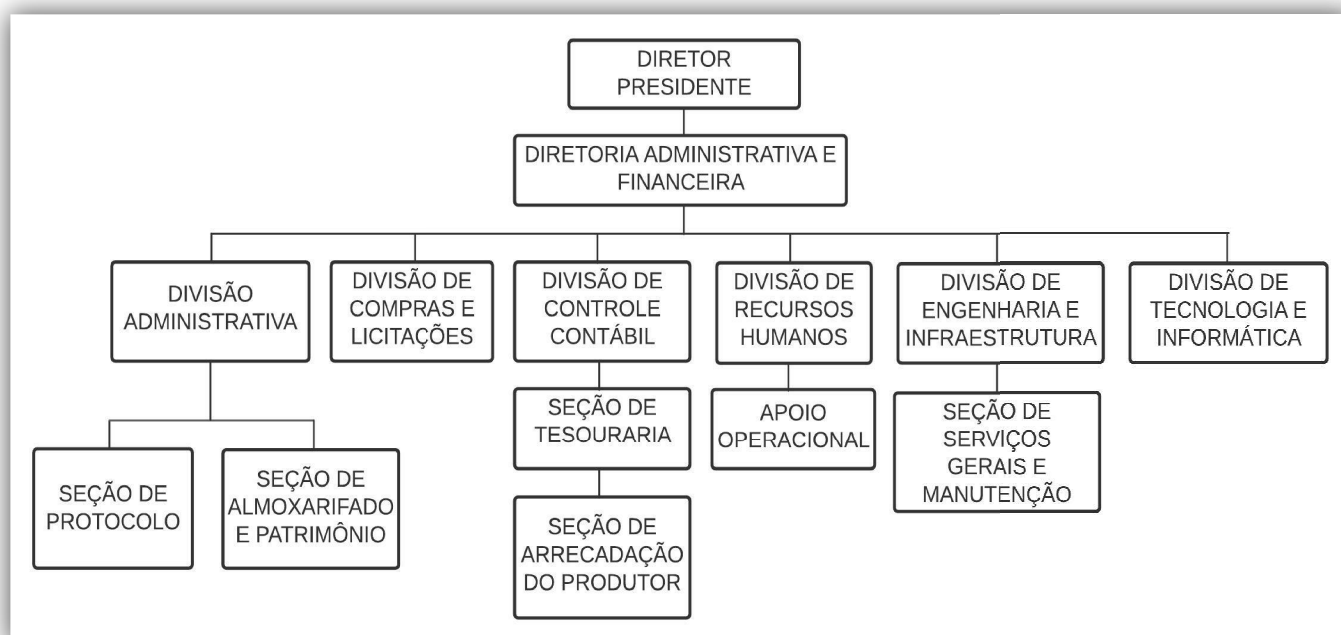 DIRETOR
PRESIDENTE
DIRETORIA ADMINISTRATIVA E
FINANCEIRA
DIVISÃO
ADMINISTRATIVA
DIVISÃO DE
COMPRAS E
LICITAÇÕES
DIVISÃO DE
CONTROLE
CONTÁBIL
DIVISÃO DE
RECURSOS
HUMANOS
DIVISÃO DE
ENGENHARIA E
INFRAESTRUTURA
DIVISÃO DE
TECNOLOGIA E
INFORMÁTICA
SEÇÃO DE
PROTOCOLO
SEÇÃO DE
ALMOXARIFADO
E PATRIMÔNIO
SEÇÃO DE
TESOURARIA
SEÇÃO DE
ARRECADAÇÃO
DO PRODUTOR
APOIO
OPERACIONAL
SEÇÃO DE
SERVIÇOS
GERAIS E
MANUTENÇÃO